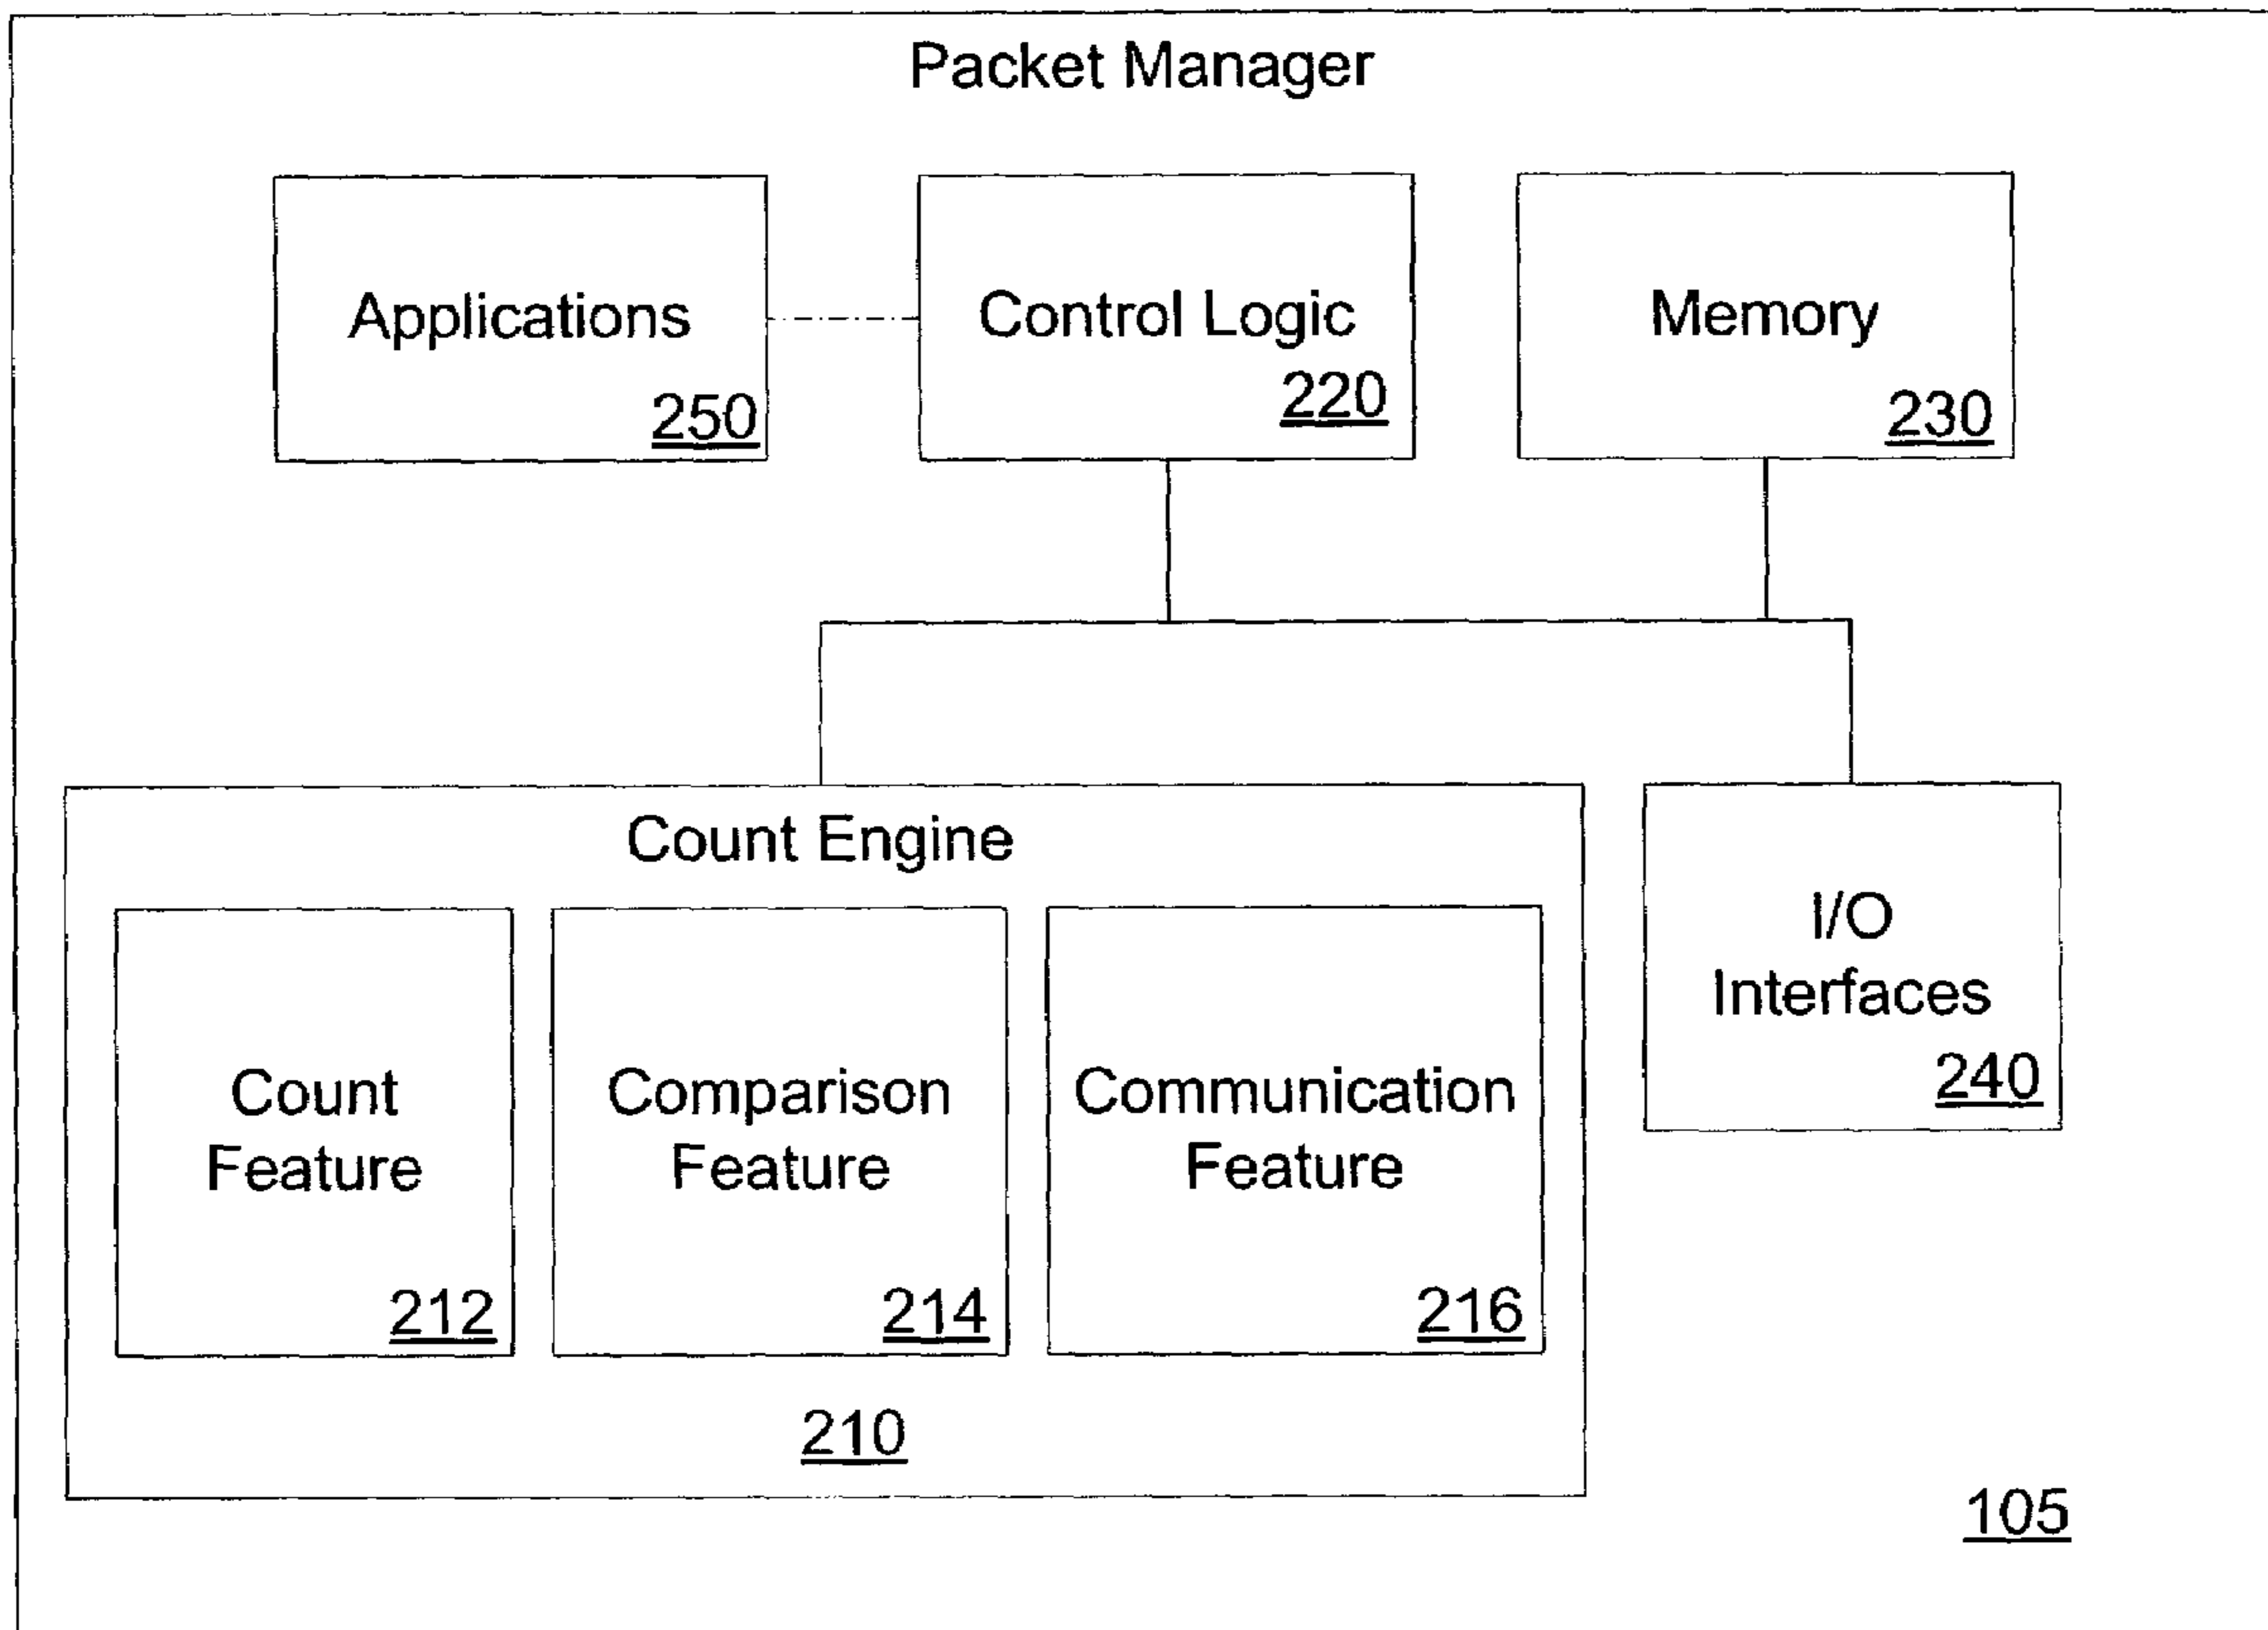 Packet Manager
Applications
250
Control Logic
220
Memory
230
Count Engine
Count
Feature
212
Comparison
Feature
214
Communication
Feature
216
210
I/O
Interfaces
240
105